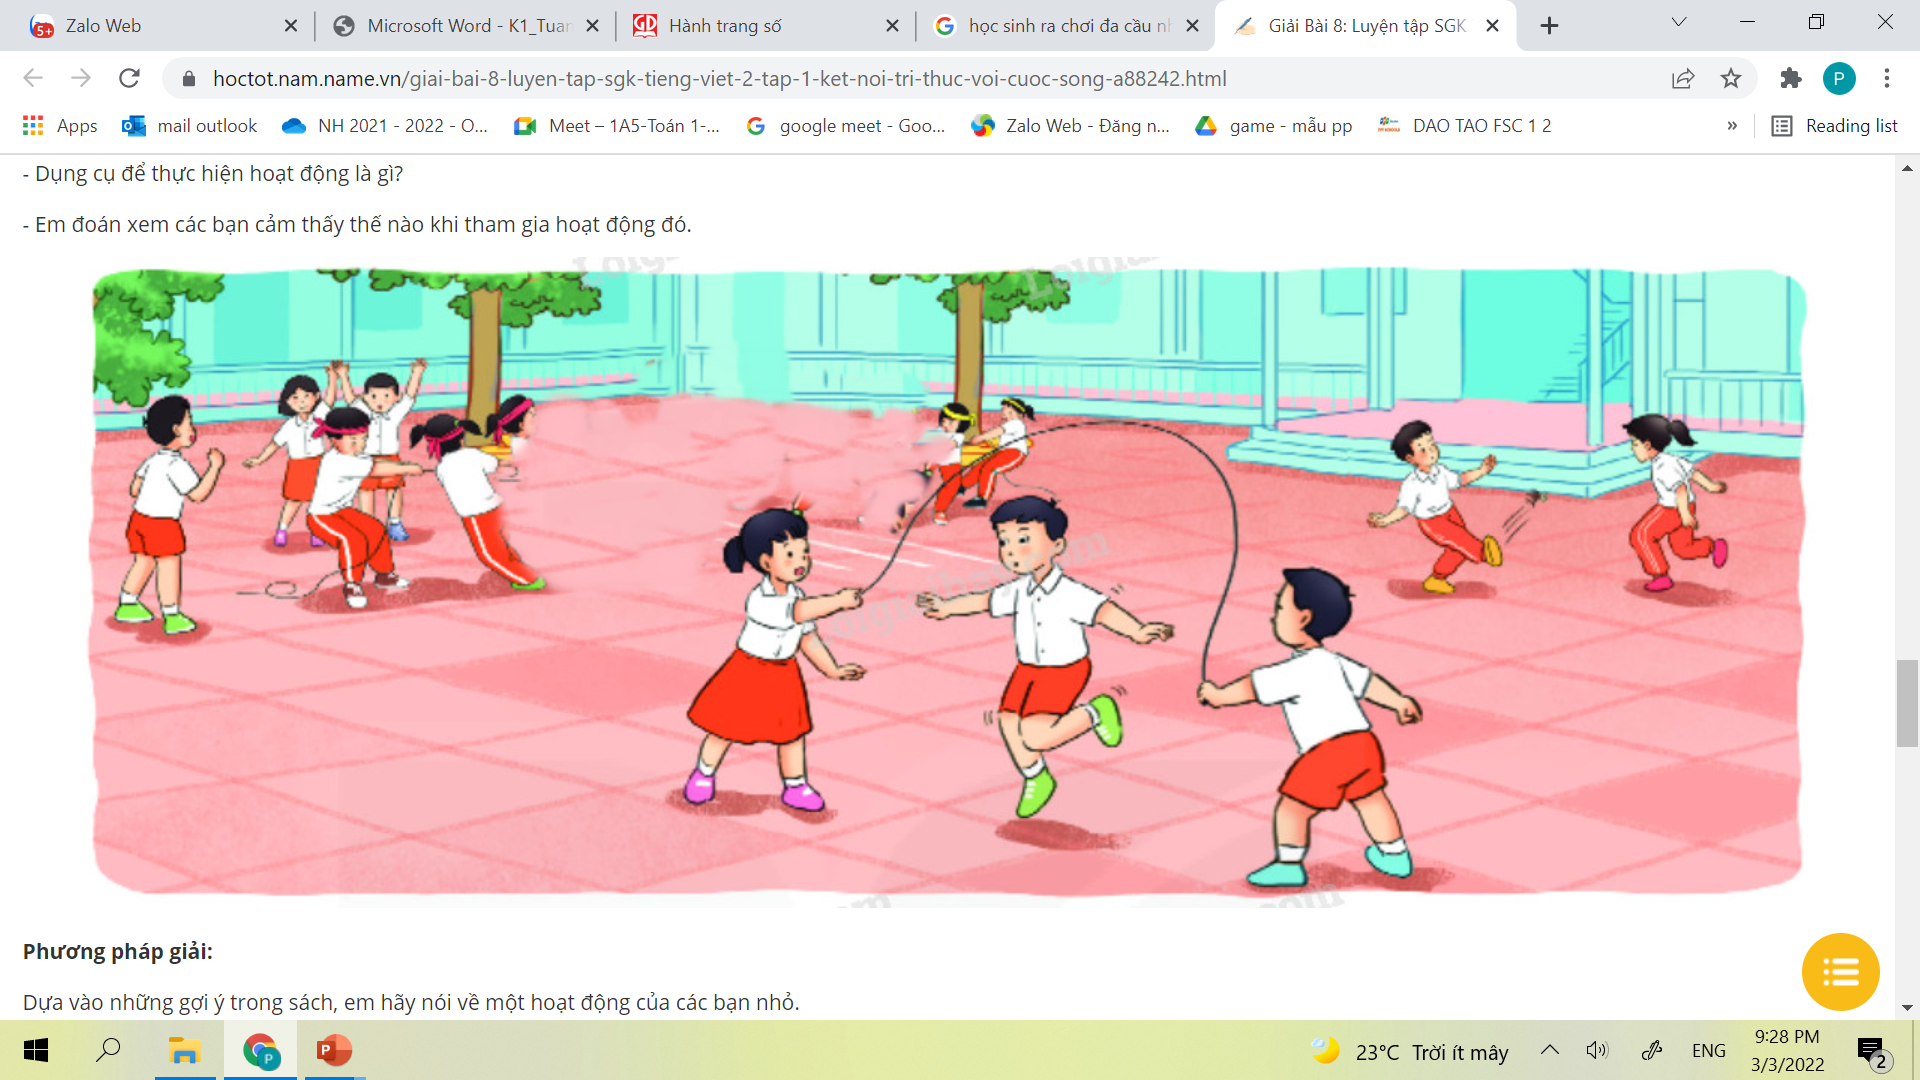 Zalo Web
Microsoft Word - K1_Tuan
Hành trang số
học sinh ra chơi đa cầu nh
Giải Bài 8: Luyện tập SGK
hoctot.nam.name.vn/giai-bai-8-luyen-tap-sgk-tieng-viet-2-tap-1-ket-noi-tri-thuc-voi-cuoc-song-a88242.html
P
Apps
mail outlook
NH 2021 - 2022 - O...
Meet – 1A5-Toán 1-...
google meet - Goo...
Zalo Web - Đăng n...
game - mẫu pp
DAO TAO FSC 1 2
»
Reading list
- Dụng cụ để thực hiện hoạt động là gì?
- Em đoán xem các bạn cảm thấy thế nào khi tham gia hoạt động đó.
Loigiaihay.com
Phương pháp giải:
Dựa vào những gợi ý trong sách, em hãy nói về một hoạt động của các bạn nhỏ.
23°C Trời ít mây
ENG
9:28 PM
3/3/2022
2